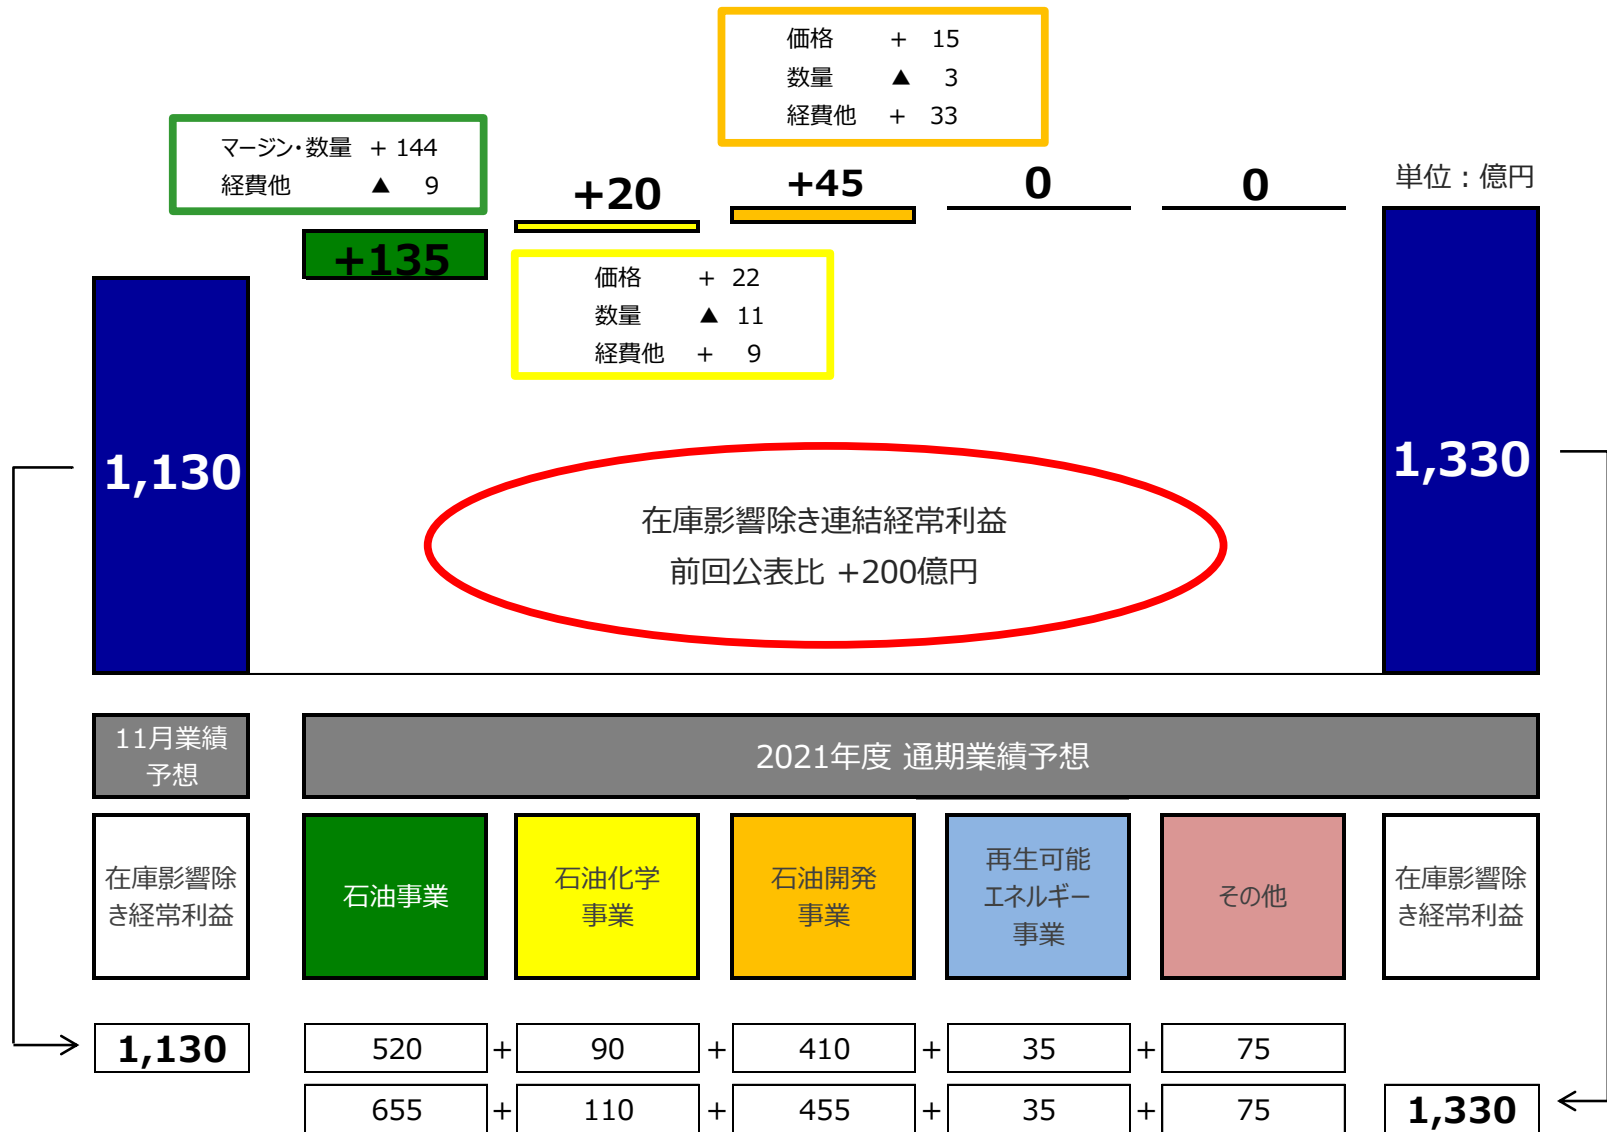 価格 + 15
数量 ▲ 3
経費他 + 33
マージン・数量 + 144
経費他 ▲ 9
+20
+45
0
0
単位：億円
+135
価格 + 22
数量 ▲ 11
経費他 + 9
1,130
1,330
在庫影響除き連結経常利益
前回公表比 +200億円
11月業績
予想
2021年度 通期業績予想
在庫影響除
き経常利益
石油事業
石油化学
事業
石油開発
事業
再生可能
エネルギー
事業
その他
在庫影響除
き経常利益
1,130 520 + 90 + 410 + 35 + 75
655 + 110 + 455 + 35 + 75 1,330